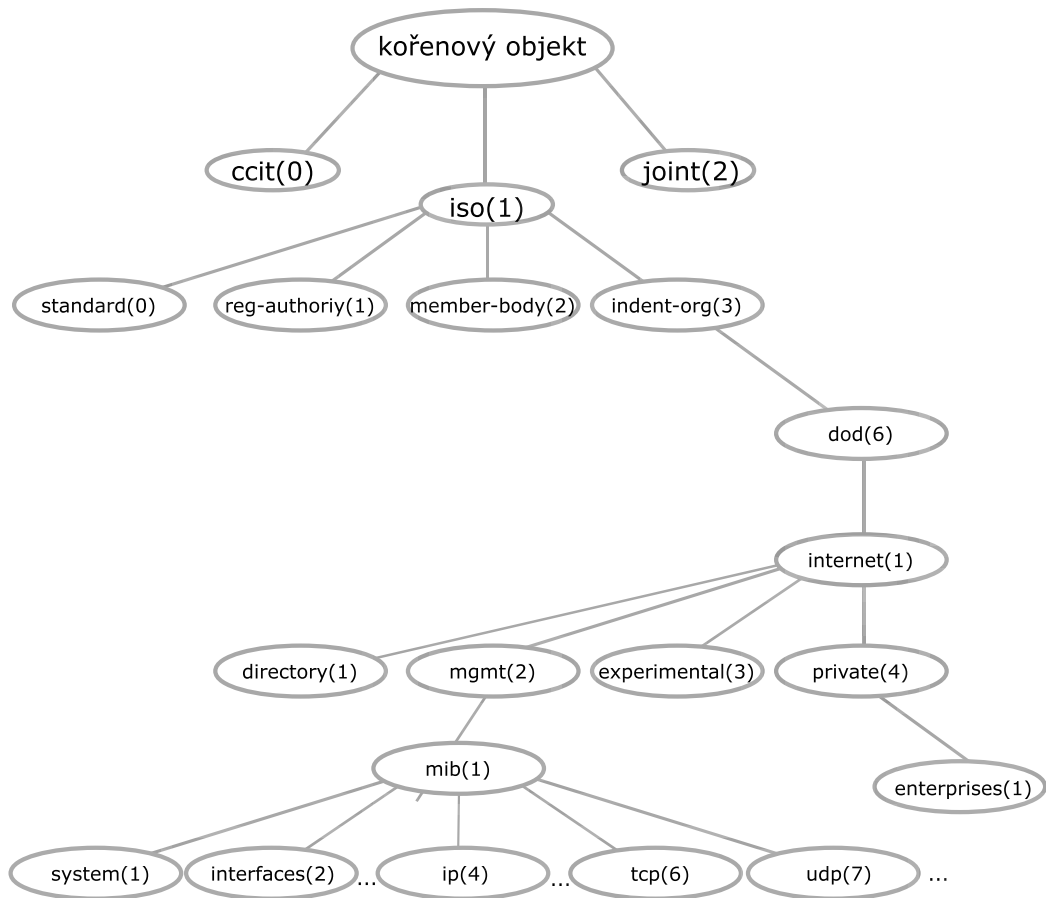 kořenový objekt
ccit(0)
joint(2)
iso(1)
standard(0)
reg-authoriy(1)
member-body(2)
indent-org(3)
dod(6)
internet(1)
directory(1)
mgmt(2)
experimental(3)
private(4)
mib(1)
enterprises(1)
system(1)
interfaces(2)
...
ip(4)
...
tcp(6)
udp(7)
...